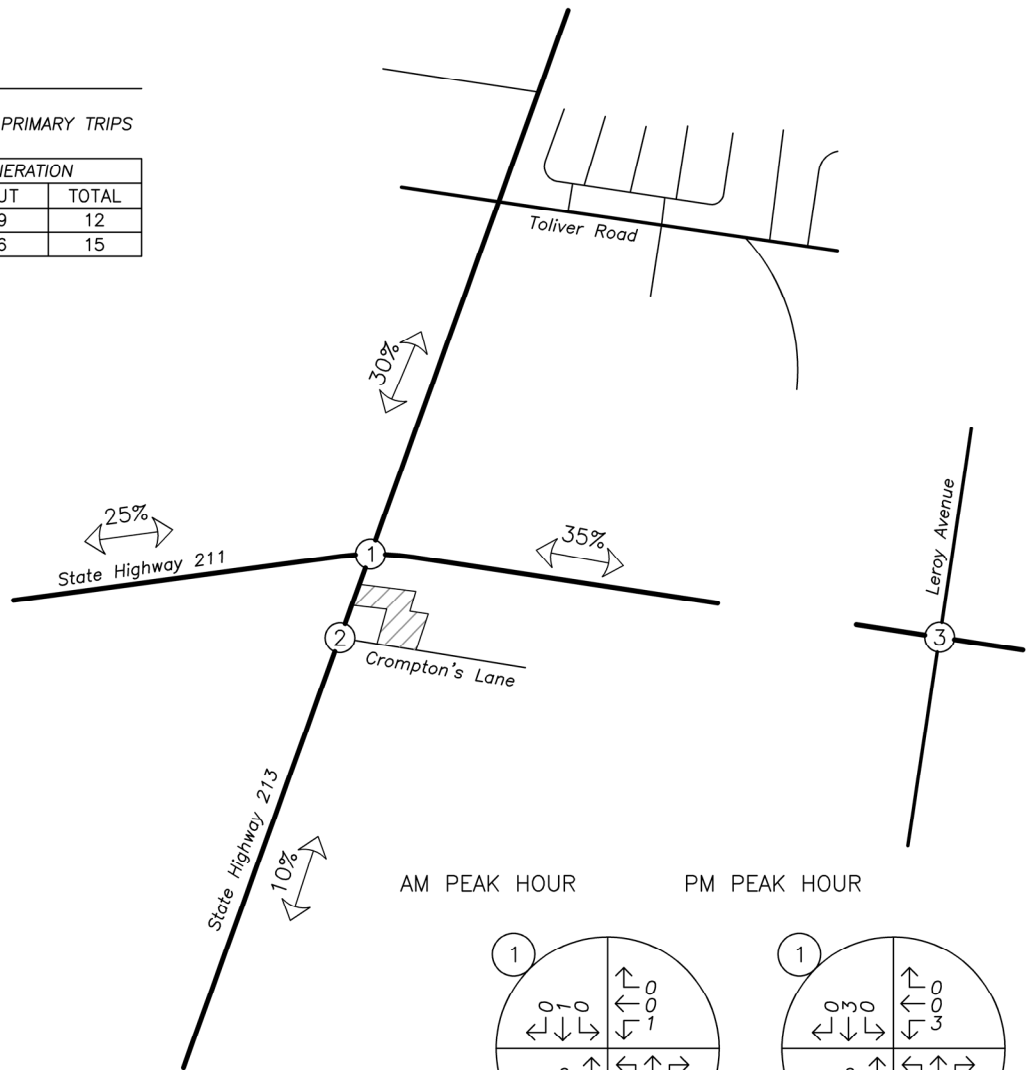 PRIMARY TRIPS
TOTAL
9 12
6 15
Toliver Road
30%
25%
State Highway 211
35%
1
2
Crompton's Lane
Leroy Avenue
3
State Highway 213
10%
AM PEAK HOUR PM PEAK HOUR
1 1
0 1 0 0 0 1
0 3 0 0 0 3